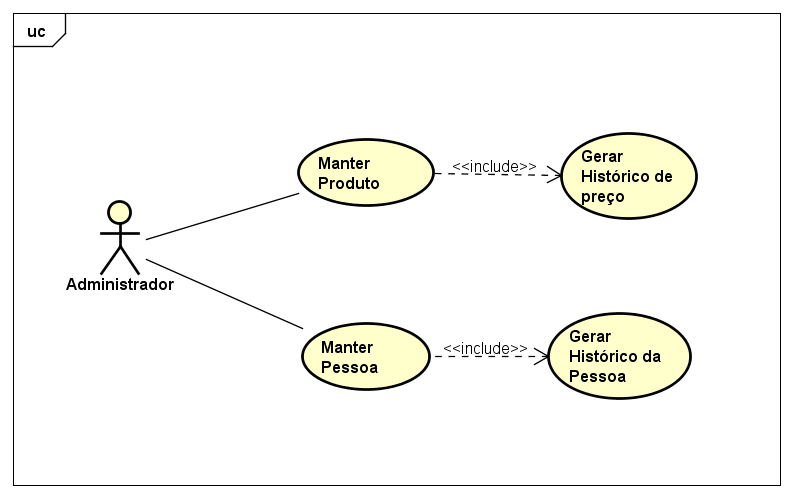 uc
Manter
Produto
<<include>>
Gerar
Histórico de
preço
Administrador
Manter
Pessoa
<<include>>
Gerar
Histórico da
Pessoa